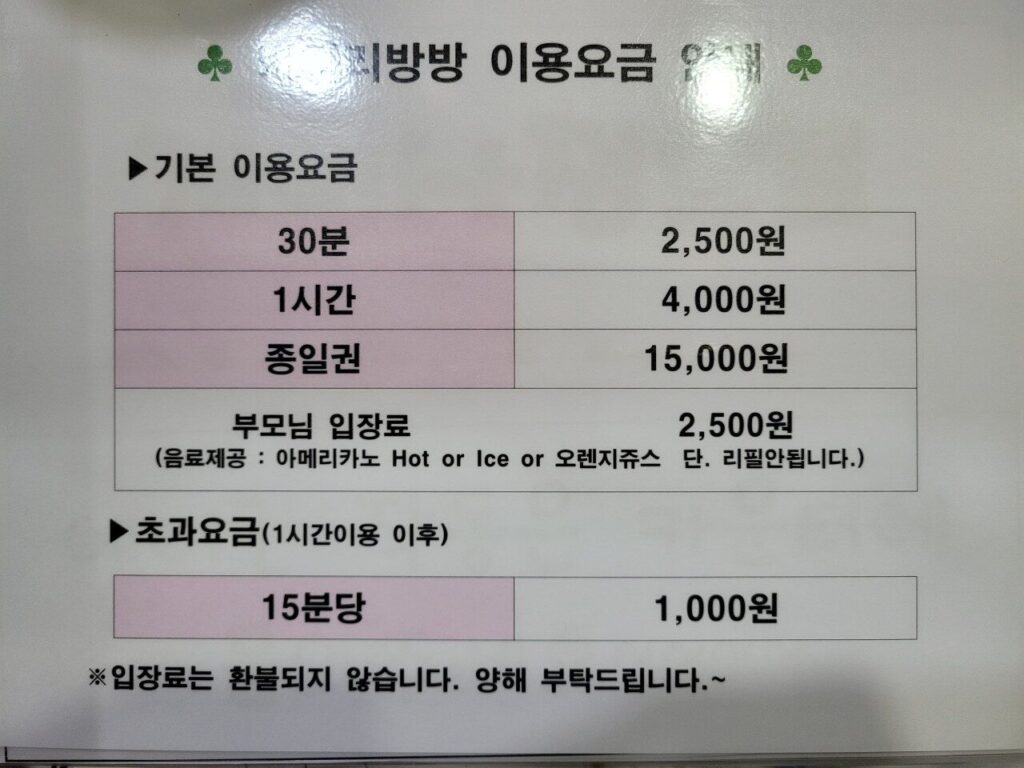 이용요금
▶기본 이용요금
30분 2,500원
1시간 4,000원
종일권 15,000원
부모님 입장료 2,500원
(음료제공 : 아메리카노 Hot or Ice or 오렌지쥬스 단. 리필안됩니다.)
▶초과요금(1시간이용 이후)
15분당 1,000원
※입장료는 환불되지 않습니다. 양해 부탁드립니다.~